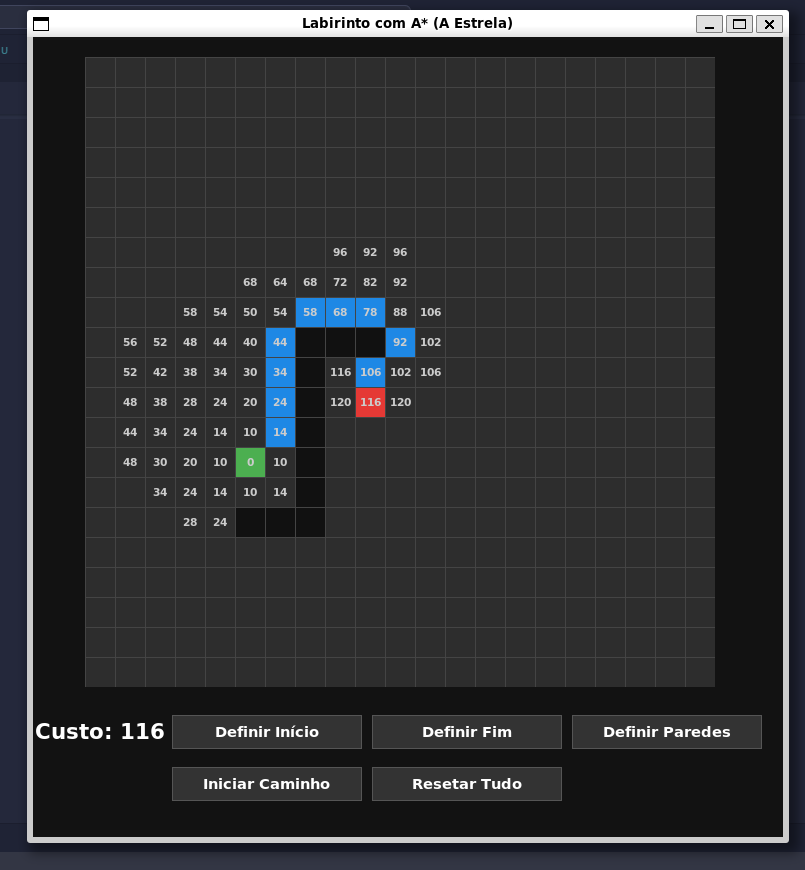 Labirinto com A* (A Estrela)
U
96 92 96
68 64 68 72 82 92
58 54 50 54 58 68 78 88 106
56 52 48 44 40 44 92 102
52 42 38 34 30 34 116 106 102 106
48 38 28 24 20 24 120 116 120
44 34 24 14 10 14
48 30 20 10 0 10
34 24 14 10 14
28 24
Custo: 116 Definir Início Definir Fim Definir Paredes
Iniciar Caminho Resetar Tudo